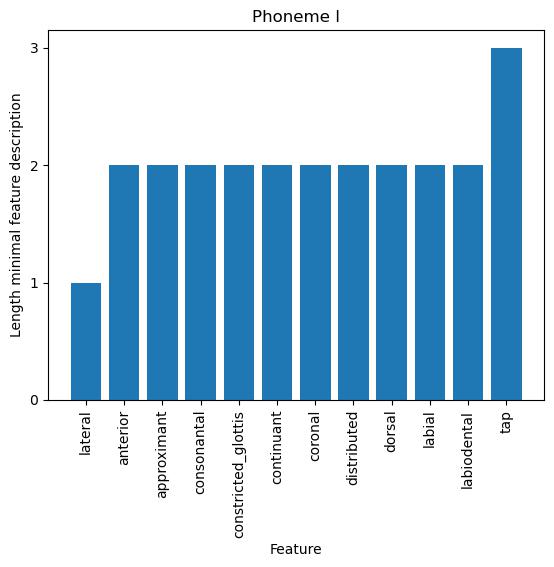 Phoneme l
Length minimal feature description
3
2
1
0
lateral
anterior
approximant
consonantal
constricted_glottis
continuant
coronal
distributed
dorsal
labial
labiodental
tap
Feature